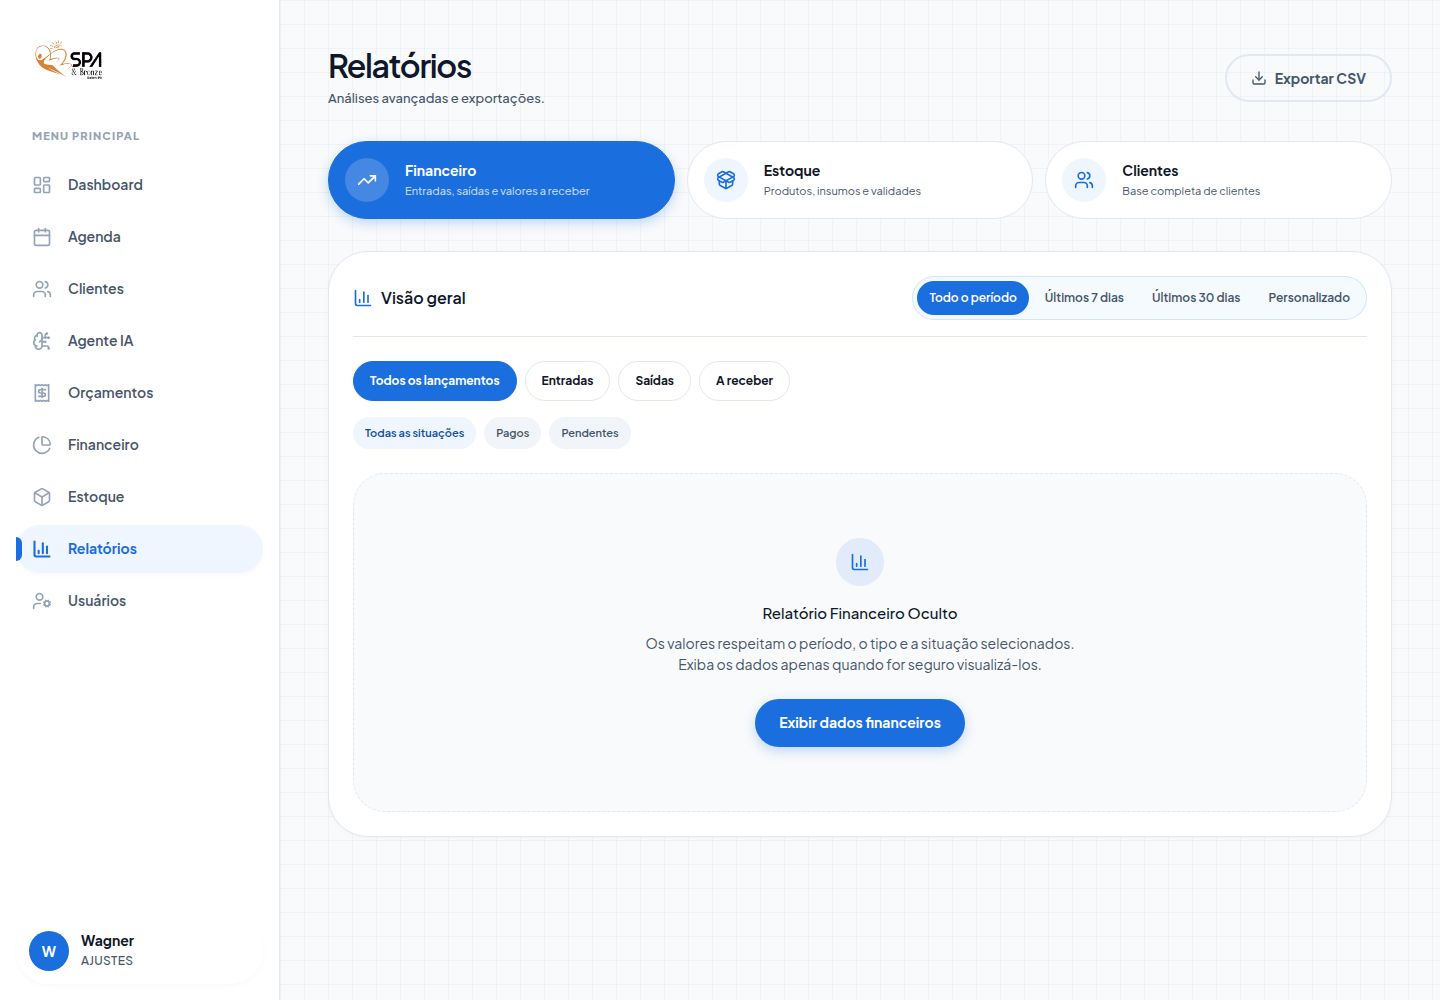 SPA
& Bronze
MENU PRINCIPAL
Dashboard
Agenda
Clientes
Agente IA
Orçamentos
Financeiro
Estoque
Relatórios
Usuários
W
Wagner
AJUSTES
Relatórios
Análises avançadas e exportações.
Exportar CSV
Financeiro
Entradas, saídas e valores a receber
Estoque
Produtos, insumos e validades
Clientes
Base completa de clientes
Visão geral
Todo o período
Últimos 7 dias
Últimos 30 dias
Personalizado
Todos os lançamentos
Entradas
Saídas
A receber
Todas as situações
Pagos
Pendentes
Relatório Financeiro Oculto
Os valores respeitam o período, o tipo e a situação selecionados.
Exiba os dados apenas quando for seguro visualizá-los.
Exibir dados financeiros